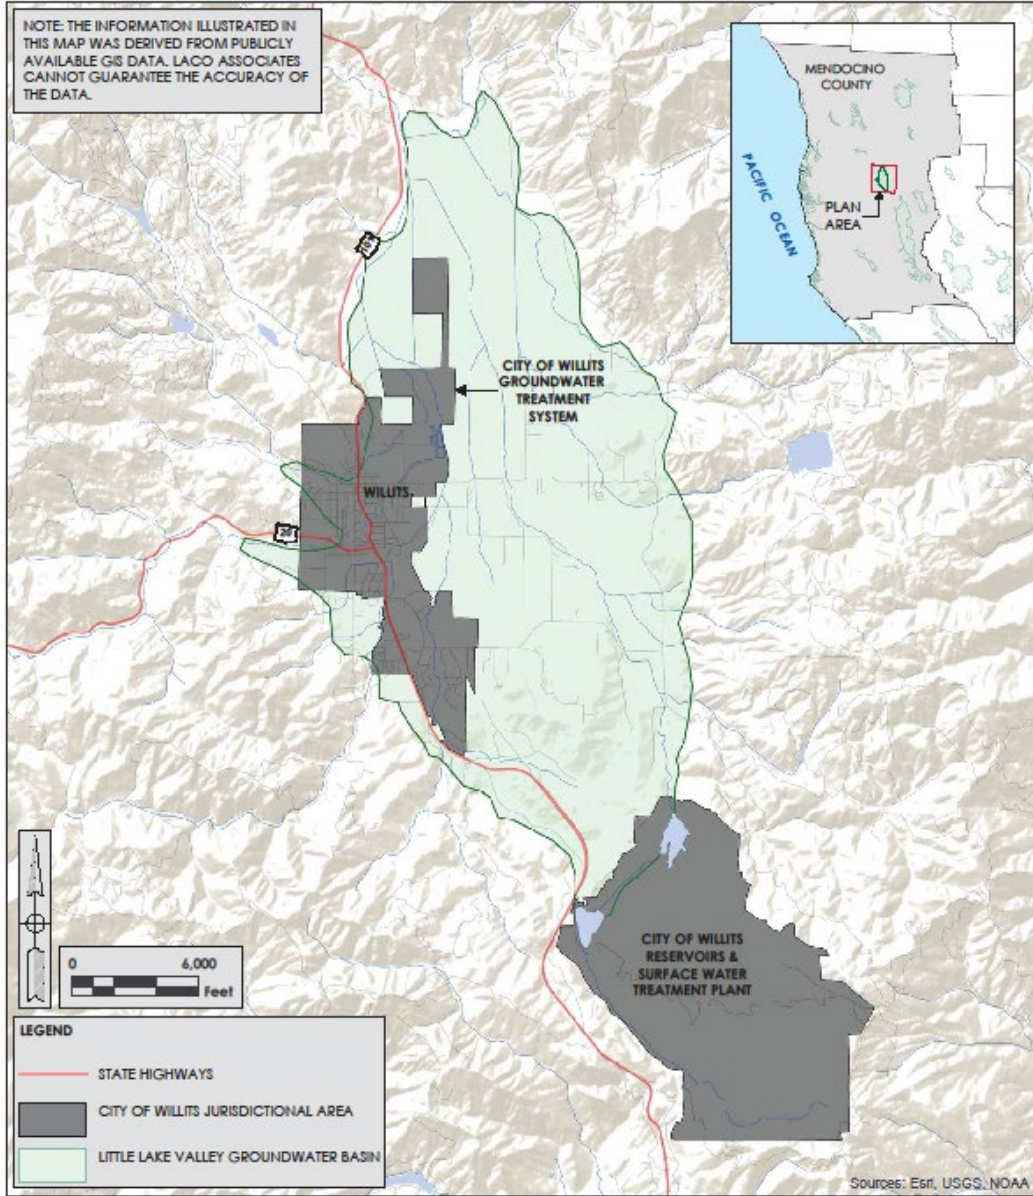 NOTE: THE INFORMATION ILLUSTRATED IN
THIS MAP WAS DERIVED FROM PUBLICLY
AVAILABLE GIS DATA. LACO ASSOCIATES
CANNOT GUARANTEE THE ACCURACY OF
THE DATA.
MENDOCINO
COUNTY
PACIFIC OCEAN
PLAN
AREA
101
CITY OF WILLITS
GROUNDWATER
TREATMENT
SYSTEM
WILLITS
20
CITY OF WILLITS
RESERVOIRS &
SURFACE WATER
TREATMENT PLANT
0 6,000
Feet
LEGEND
STATE HIGHWAYS
CITY OF WILLITS JURISDICTIONAL AREA
LITTLE LAKE VALLEY GROUNDWATER BASIN
Sources: Esri, USGS, NOAA